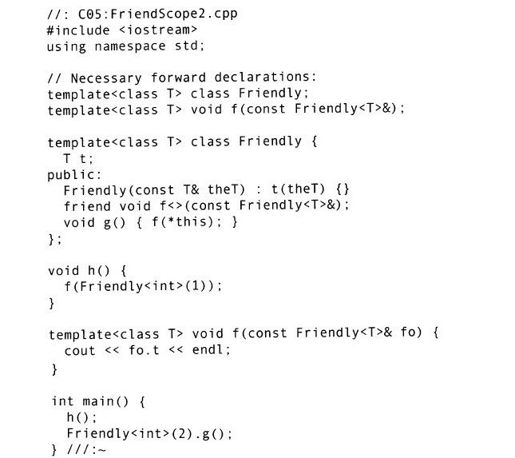 //: C05:FriendScope2.cpp
#include <iostream>
using namespace std;
// Necessary forward declarations:
template<class T> class Friendly;
template<class T> void f(const Friendly<T>&);
template<class T> class Friendly {
T t;
public:
Friendly(const T& theT) : t(theT) {}
friend void f<>(const Friendly<T>&);
void g() { f(*this); }
};
void h() {
f(Friendly<int>(1));
}
template<class T> void f(const Friendly<T>& fo) {
cout << fo.t << endl;
}
int main() {
h();
Friendly<int>(2).g();
} ///:~